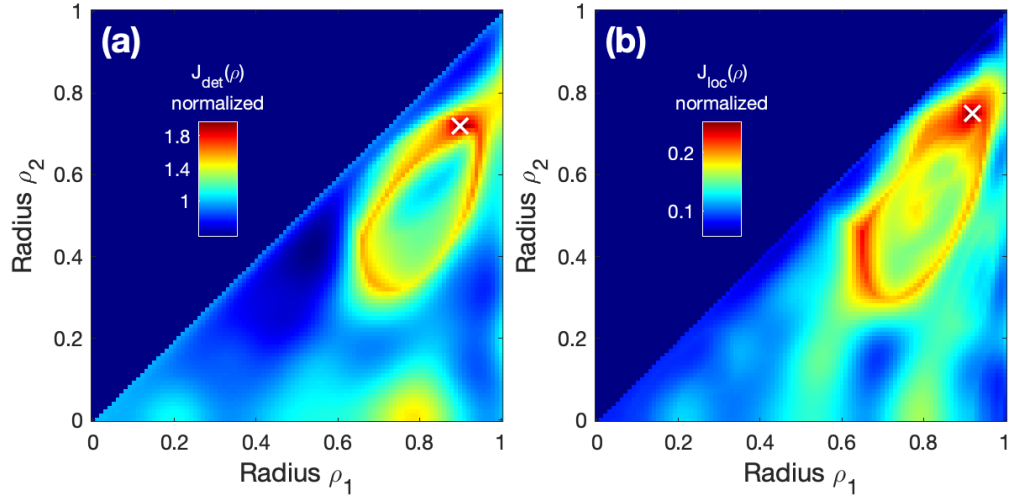 (a)
J_det(ρ)
normalized
1.8
1.4
1
1
0.8
0.6
0.4
0.2
0
Radius ρ_2
0 0.2 0.4 0.6 0.8 1
Radius ρ_1
(b)
J_loc(ρ)
normalized
0.2
0.1
1
0.8
0.6
0.4
0.2
0
Radius ρ_2
0 0.2 0.4 0.6 0.8 1
Radius ρ_1